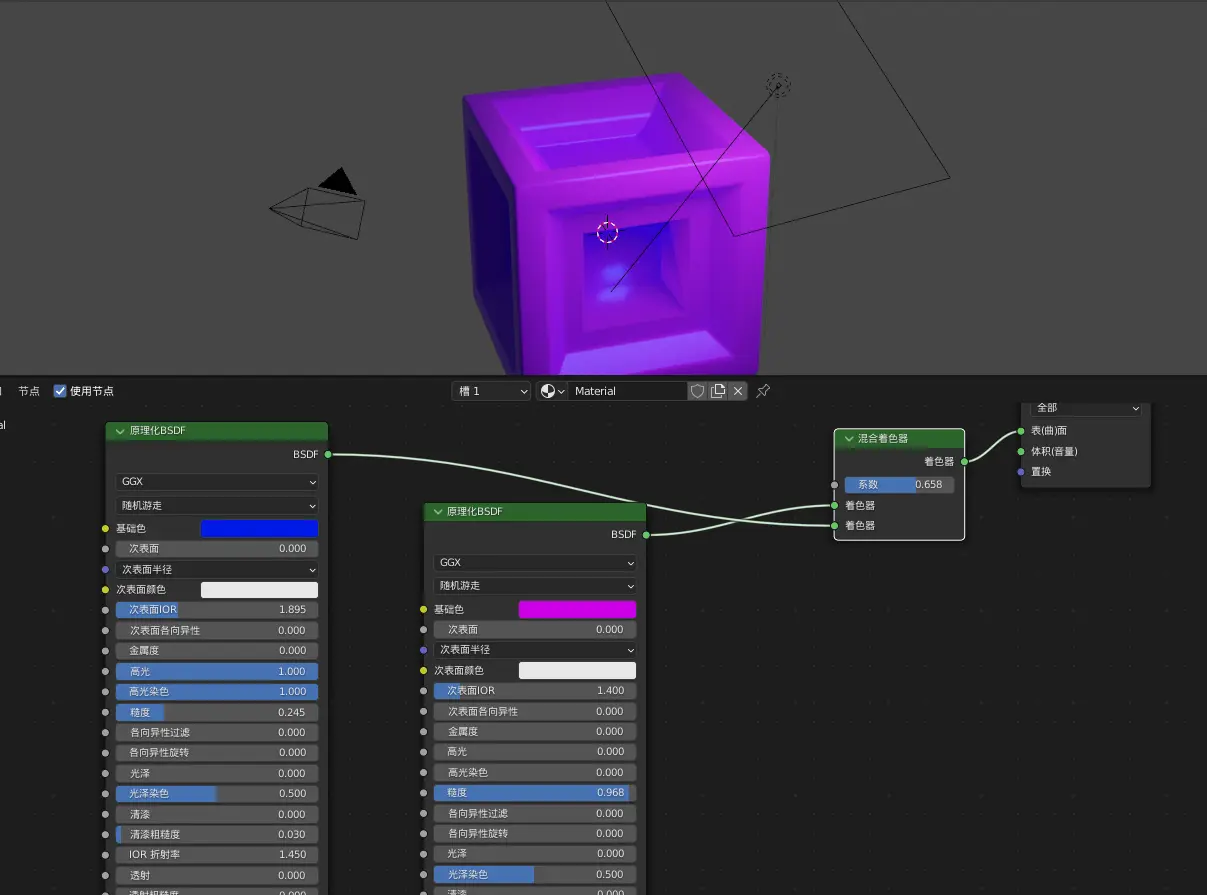 节点 使用节点 槽 1 Material
al
原理化BSDF
BSDF
GGX
随机游走
基础色
次表面 0.000
次表面半径
次表面颜色
次表面IOR 1.895
次表面各向异性 0.000
金属度 0.000
高光 1.000
高光染色 1.000
糙度 0.245
各向异性过滤 0.000
各向异性旋转 0.000
光泽 0.000
光泽染色 0.500
清漆 0.000
清漆粗糙度 0.030
IOR 折射率 1.450
透射 0.000
透射粗糙度 0.000
原理化BSDF
BSDF
GGX
随机游走
基础色
次表面 0.000
次表面半径
次表面颜色
次表面IOR 1.400
次表面各向异性 0.000
金属度 0.000
高光 0.000
高光染色 0.000
糙度 0.968
各向异性过滤 0.000
各向异性旋转 0.000
光泽 0.000
光泽染色 0.500
清漆 0.000
混合着色器
着色器
系数 0.658
着色器
着色器
全部
表(曲)面
体积(音量)
置换